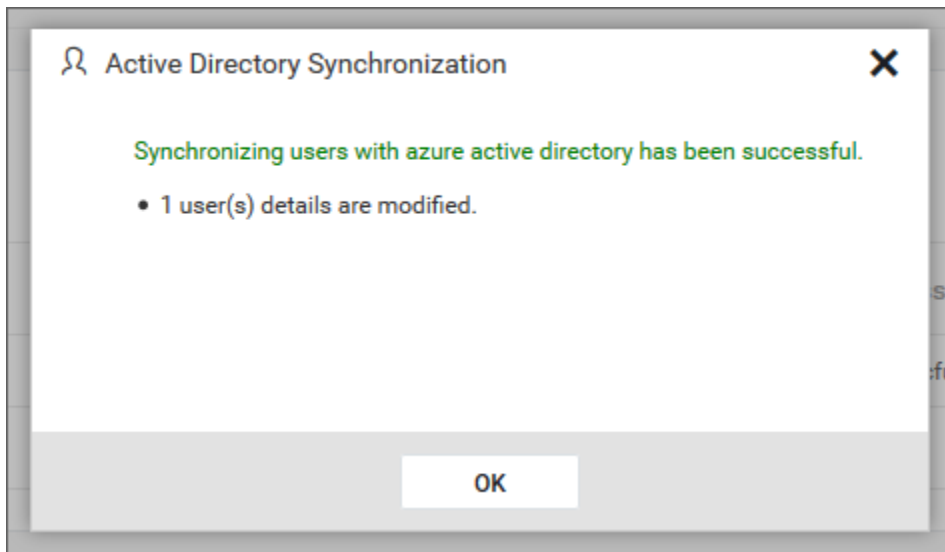 Active Directory Synchronization
Synchronizing users with azure active directory has been successful.
• 1 user(s) details are modified.
OK